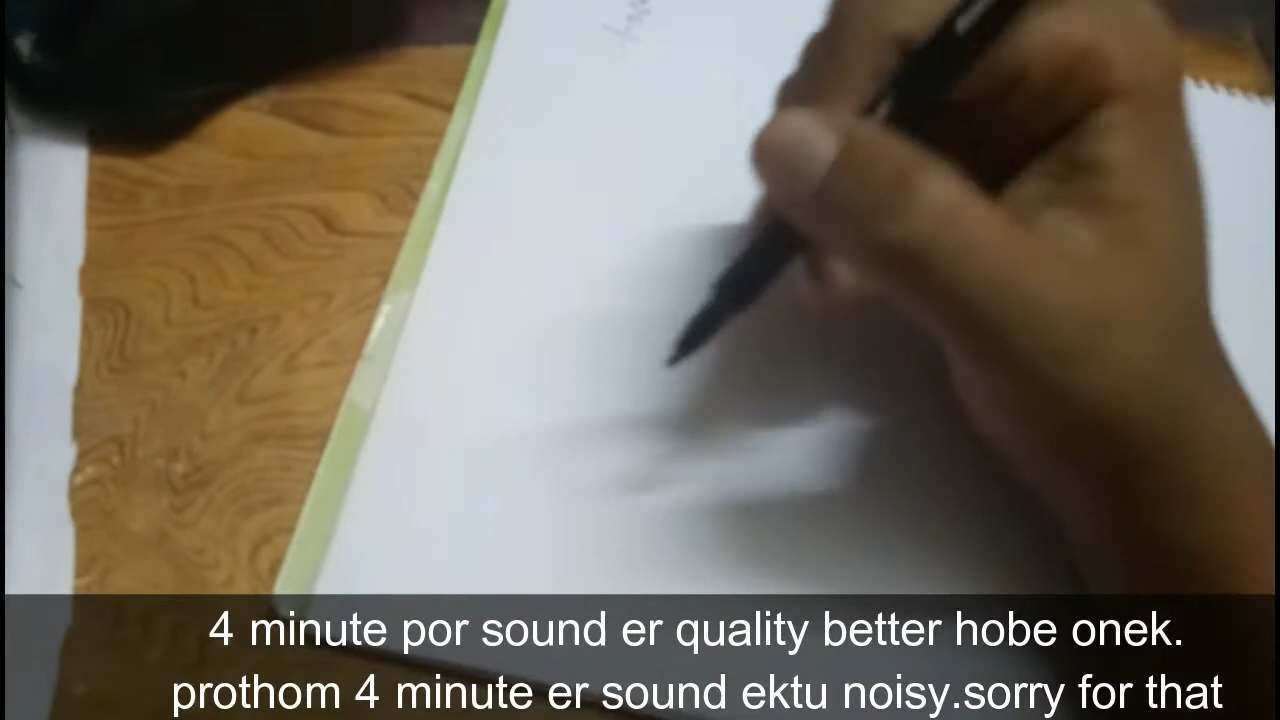 4 minute por sound er quality better hobe onek.
prothom 4 minute er sound ektu noisy.sorry for that